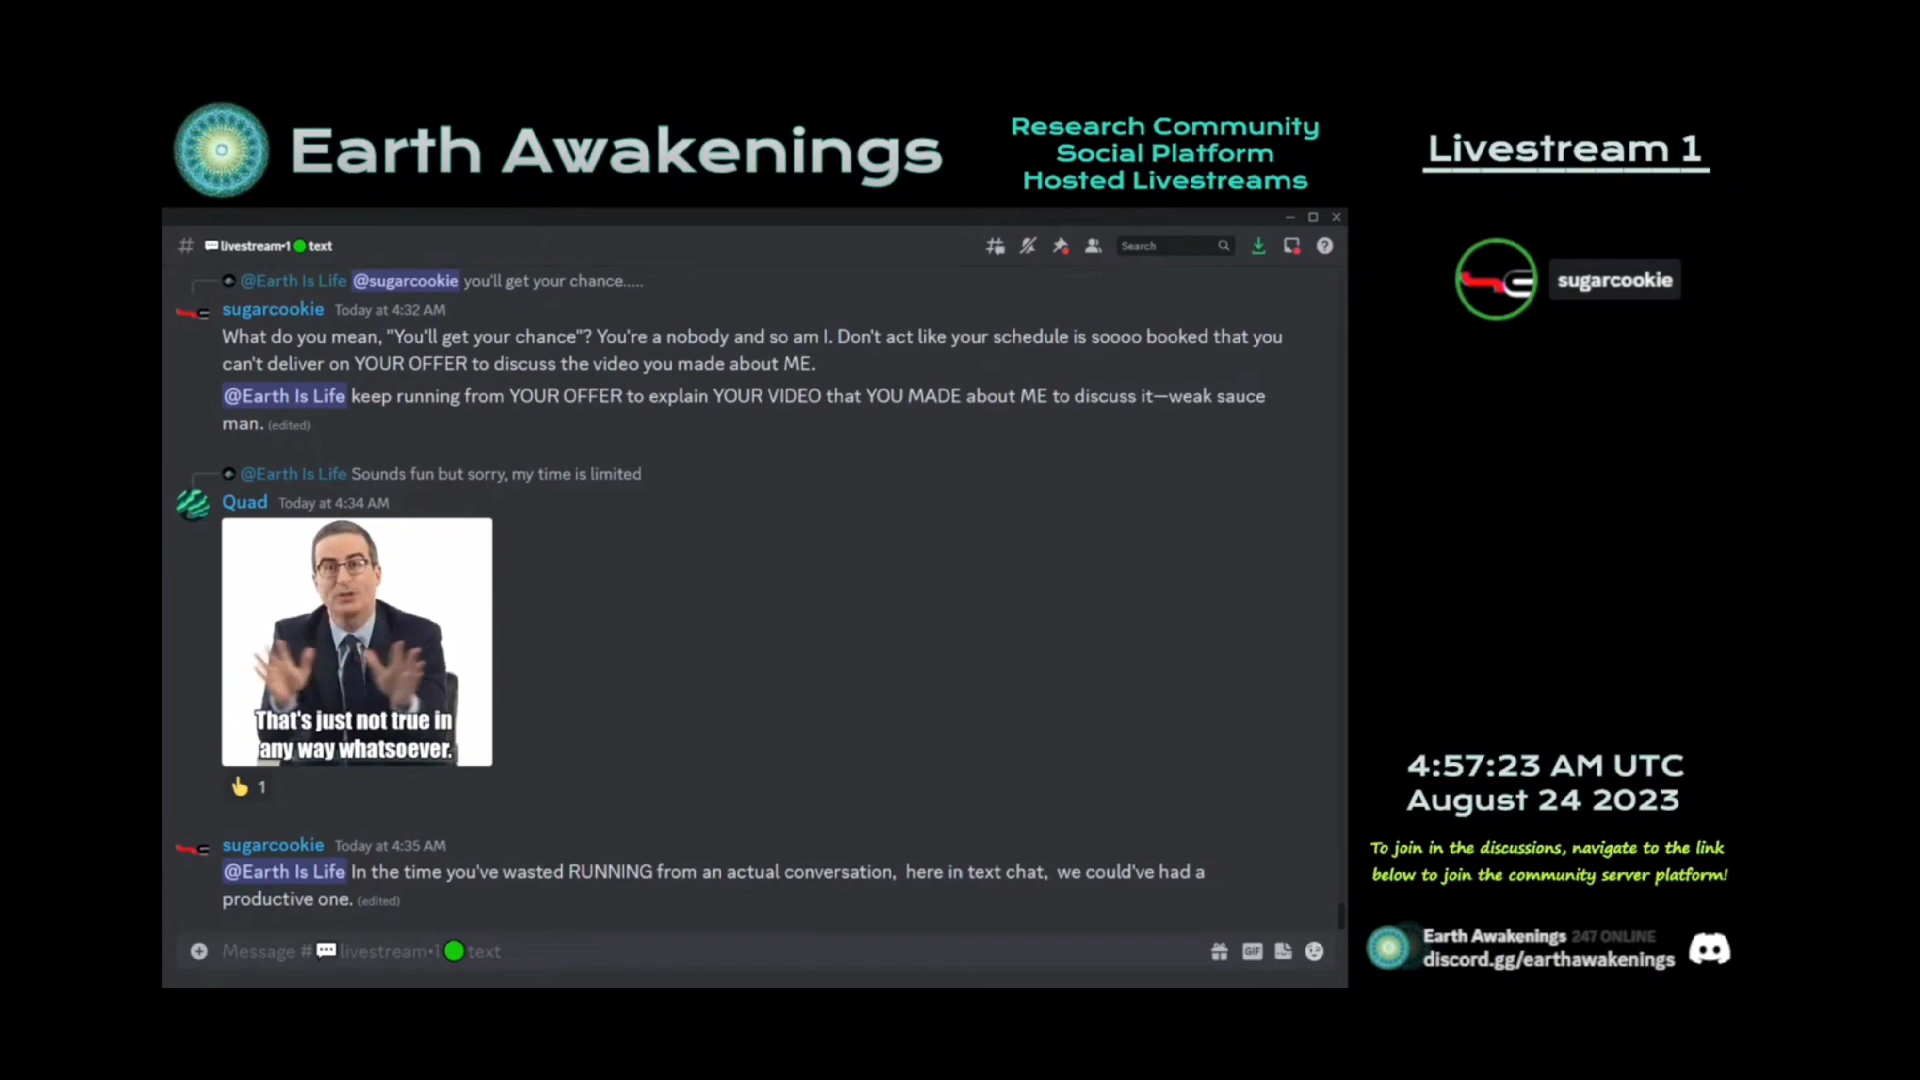 Earth Awakenings
Research Community
Social Platform
Hosted Livestreams
Livestream 1
livestream•1 text
Search
@Earth Is Life @sugarcookie you'll get your chance.....
sugarcookie Today at 4:32 AM
What do you mean, "You'll get your chance"? You're a nobody and so am I. Don't act like your schedule is soooo booked that you
can't deliver on YOUR OFFER to discuss the video you made about ME.
@Earth Is Life keep running from YOUR OFFER to explain YOUR VIDEO that YOU MADE about ME to discuss it—weak sauce
man. (edited)
@Earth Is Life Sounds fun but sorry, my time is limited
Quad Today at 4:34 AM
That's just not true in
any way whatsoever.
1
sugarcookie Today at 4:35 AM
@Earth Is Life In the time you've wasted RUNNING from an actual conversation, here in text chat, we could've had a
productive one. (edited)
Message # livestream•1 text
GIF
sugarcookie
4:57:23 AM UTC
August 24 2023
To join in the discussions, navigate to the link
below to join the community server platform!
Earth Awakenings 247 ONLINE
discord.gg/earthawakenings